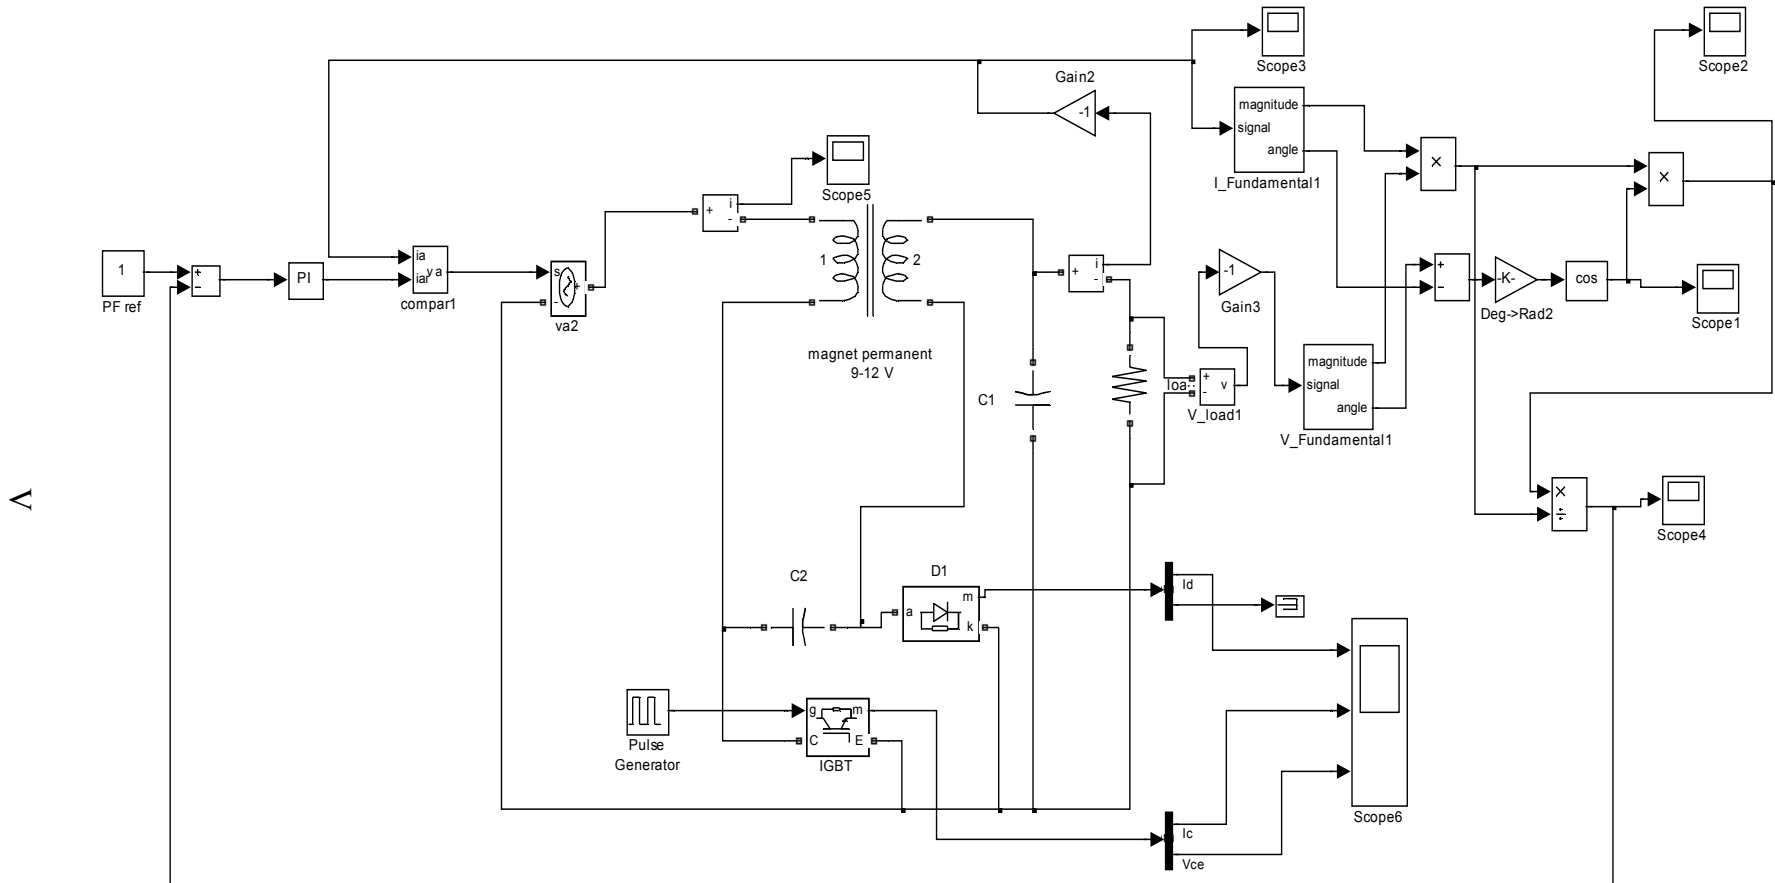 Scope3
Scope2
Gain2
-1
magnitude
signal
angle
I_Fundamental1
×
×
Scope5
i
+
-
1
PF ref
+
−
PI
ia
iar
va
compar1
s
+
-
va2
1
2
magnet permanent
9-12 V
+
i
-
-1
Gain3
+
−
-K-
Deg->Rad2
cos
Scope1
C1
loa
+
-
v
V_load1
magnitude
signal
angle
V_Fundamental1
V
×
÷
Scope4
C2
D1
a
m
k
Id
Pulse
Generator
g
m
C
E
IGBT
Ic
Vce
Scope6